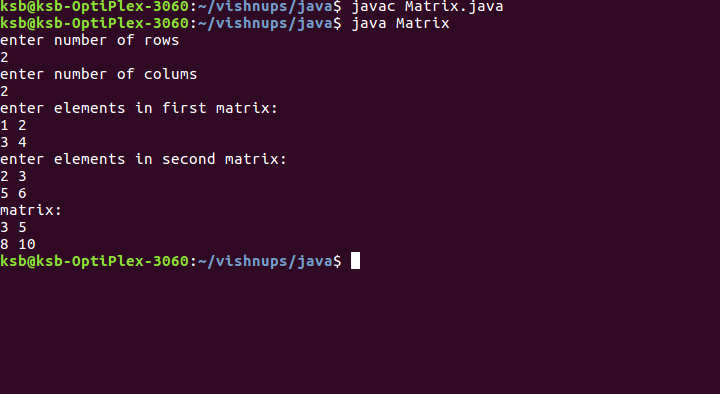 ksb@ksb-OptiPlex-3060:~/vishnups/java$ javac Matrix.java
ksb@ksb-OptiPlex-3060:~/vishnups/java$ java Matrix
enter number of rows
2
enter number of colums
2
enter elements in first matrix:
1 2
3 4
enter elements in second matrix:
2 3
5 6
matrix:
3 5
8 10
ksb@ksb-OptiPlex-3060:~/vishnups/java$